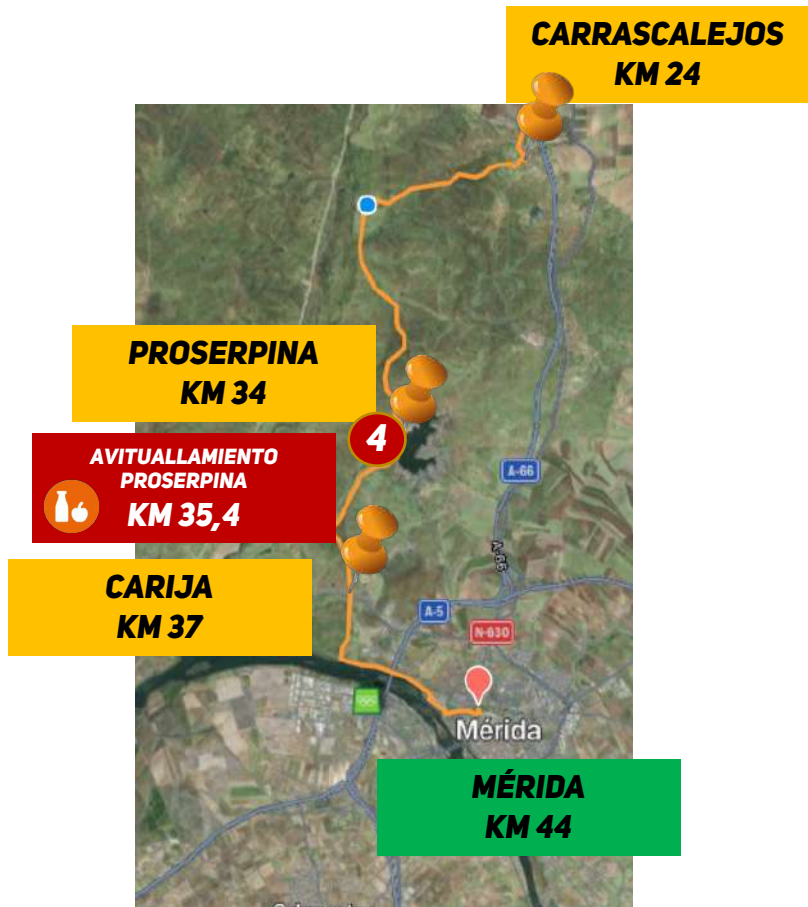 CARRASCALEJOS
KM 24
PROSERPINA
KM 34
4
AVITUALLAMIENTO
PROSERPINA
KM 35,4
A-66
A-66
CARIJA
KM 37
A-5
N-630
Mérida
MÉRIDA
KM 44